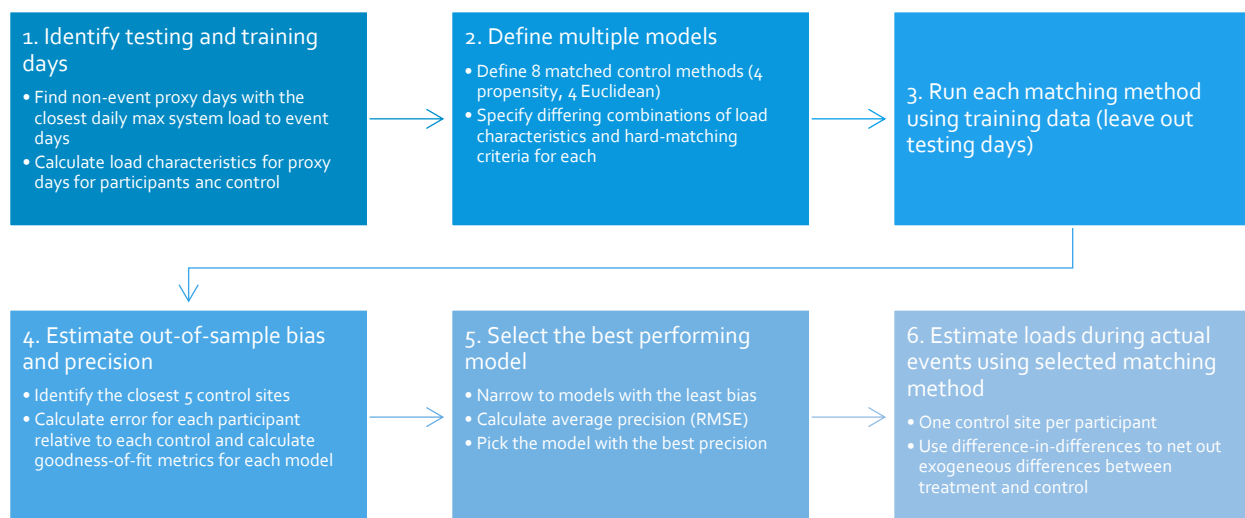 1. Identify testing and training
days
• Find non-event proxy days with the
closest daily max system load to event
days
• Calculate load characteristics for proxy
days for participants anc control
2. Define multiple models
• Define 8 matched control methods (4
propensity, 4 Euclidean)
• Specify differing combinations of load
characteristics and hard-matching
criteria for each
3. Run each matching method
using training data (leave out
testing days)
4. Estimate out-of-sample bias
and precision
• Identify the closest 5 control sites
• Calculate error for each participant
relative to each control and calculate
goodness-of-fit metrics for each model
5. Select the best performing
model
• Narrow to models with the least bias
• Calculate average precision (RMSE)
• Pick the model with the best precision
6. Estimate loads during actual
events using selected matching
method
• One control site per participant
• Use difference-in-differences to net out
exogeneous differences between
treatment and control